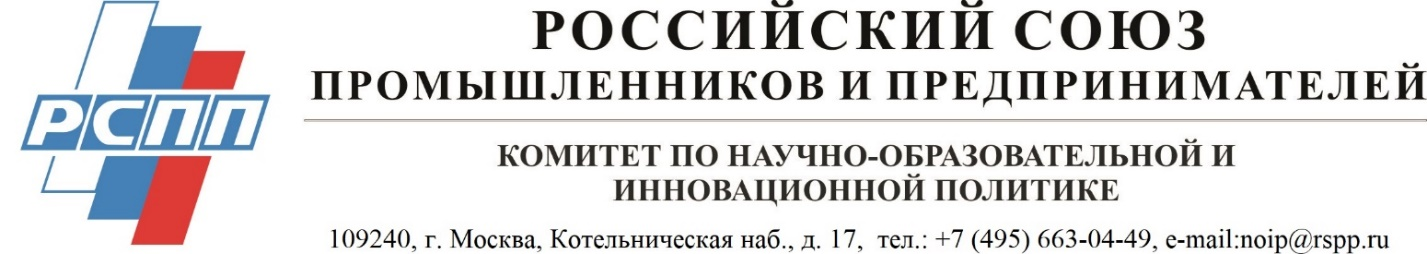 РСПП
РОССИЙСКИЙ СОЮЗ
ПРОМЫШЛЕННИКОВ И ПРЕДПРИНИМАТЕЛЕЙ
КОМИТЕТ ПО НАУЧНО-ОБРАЗОВАТЕЛЬНОЙ И
ИННОВАЦИОННОЙ ПОЛИТИКЕ
109240, г. Москва, Котельническая наб., д. 17, тел.: +7 (495) 663-04-49, e-mail:noip@rspp.ru